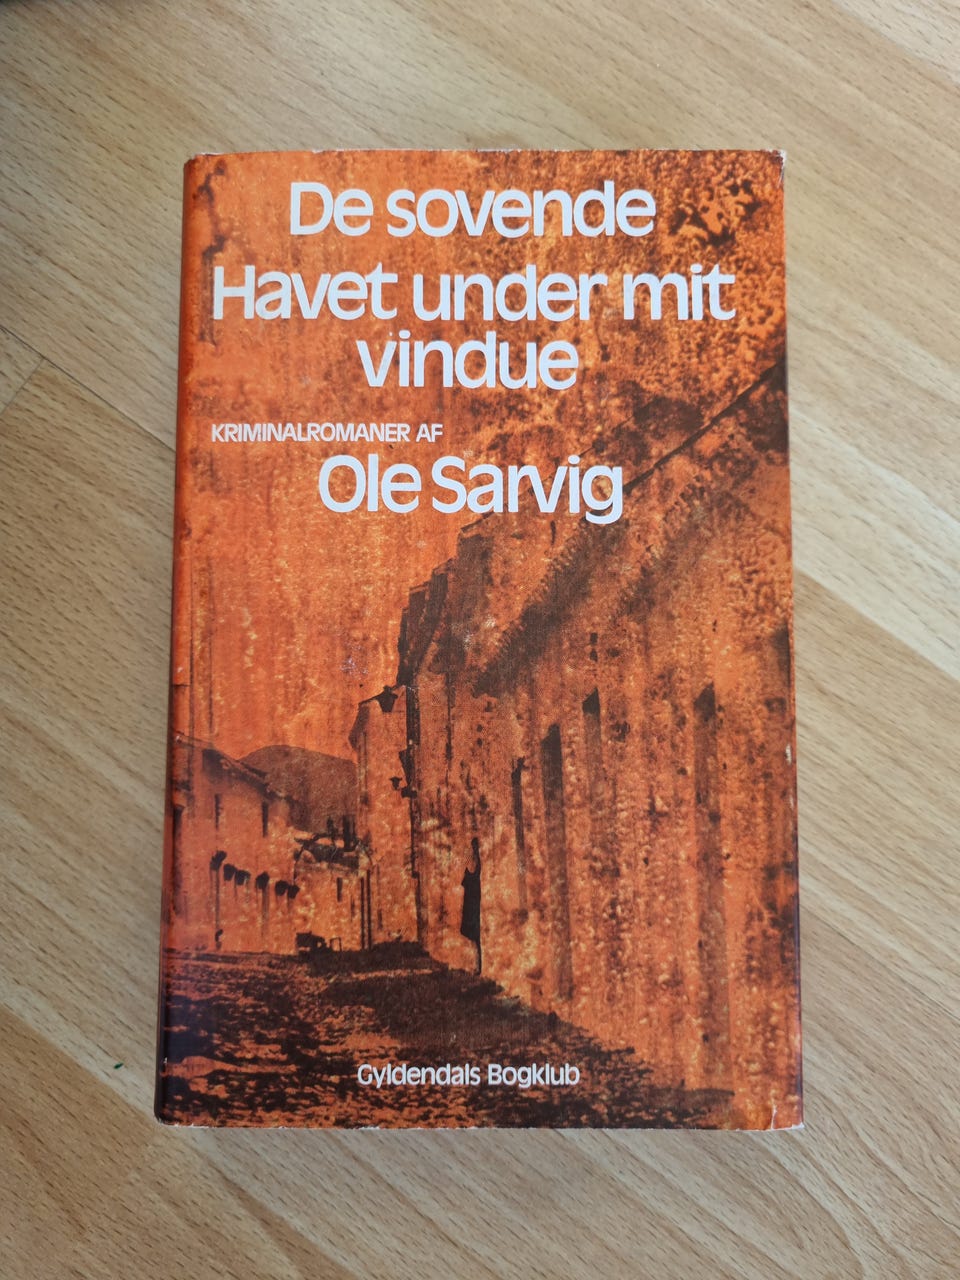 De sovende
Havet under mit
vindue
KRIMINALROMANER AF
Ole Sarvig
Gyldendals Bogklub